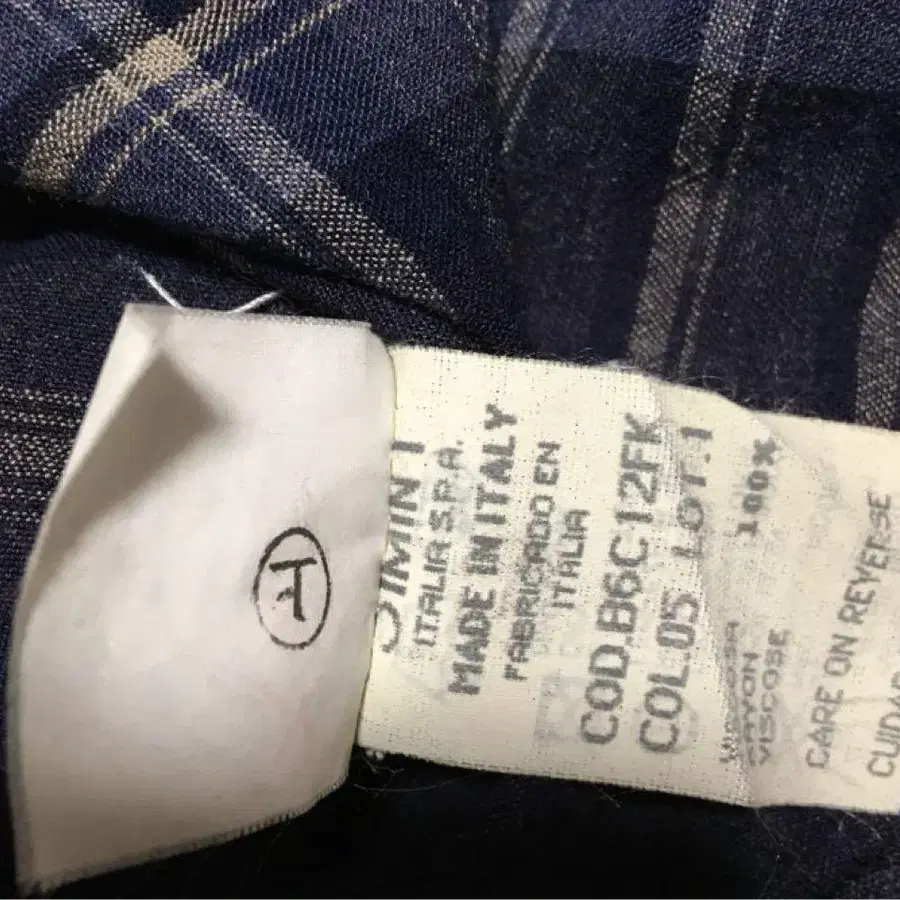 SIMINT
ITALIA S.P.A.
MADE IN ITALY
FABRICADO EN
ITALIA
COD.B6C12FK
COL.05 LOT.1
100%
RAYON
VISCOSE
CARE ON REVERSE